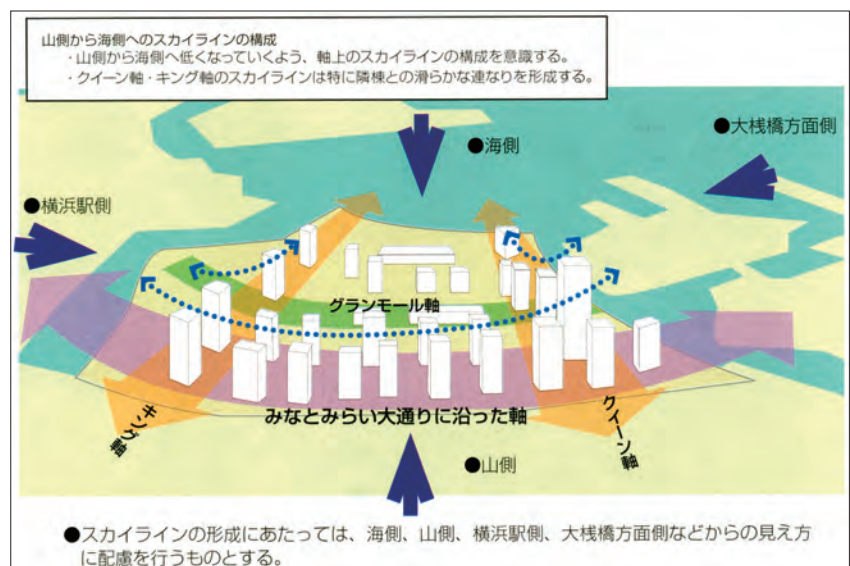 山側から海側へのスカイラインの構成
・山側から海側へ低くなっていくよう、軸上のスカイラインの構成を意識する。
・クイーン軸・キング軸のスカイラインは特に隣棟との滑らかな連なりを形成する。
●大桟橋方面側
●海側
●横浜駅側
グランモール軸
みなとみらい大通りに沿った軸
キング軸
クイーン軸
●山側
●スカイラインの形成にあたっては、海側、山側、横浜駅側、大桟橋方面側などからの見え方
に配慮を行うものとする。